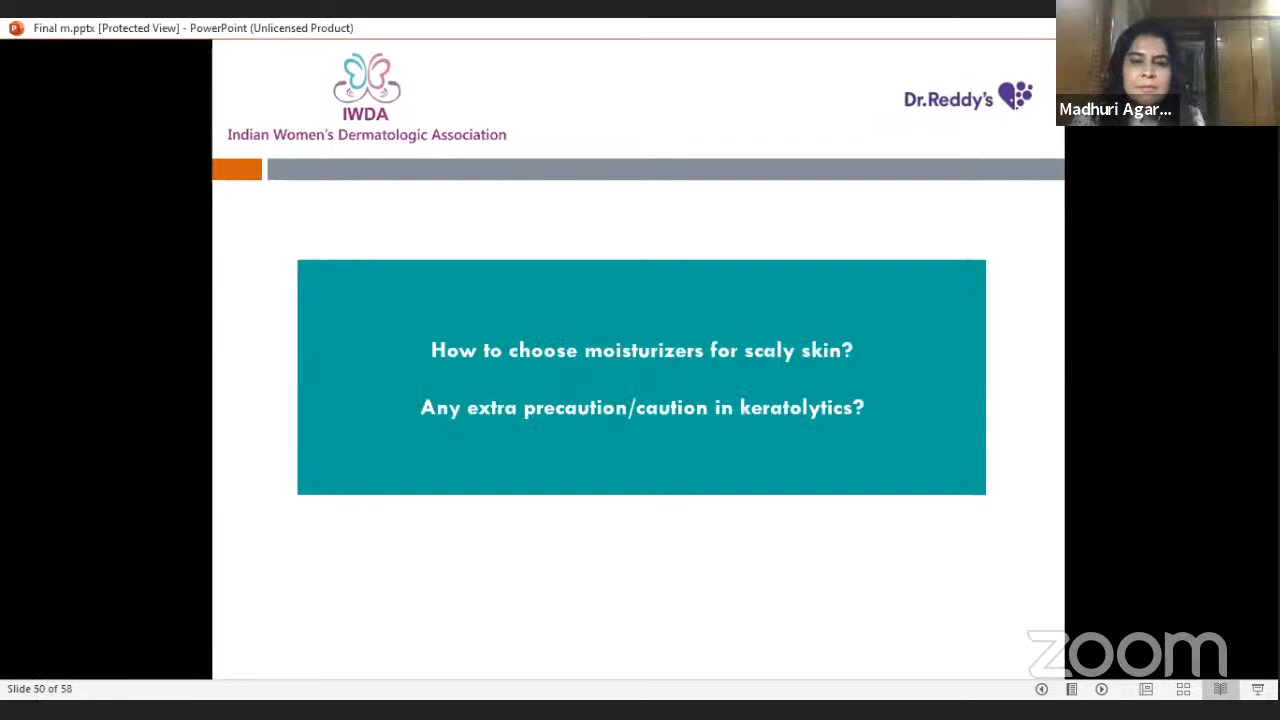 Final m.pptx [Protected View] - PowerPoint (Unlicensed Product)
IWDA
Indian Women's Dermatologic Association
Dr.Reddy's
Madhuri Agar...
How to choose moisturizers for scaly skin?
Any extra precaution/caution in keratolytics?
zoom
Slide 50 of 58